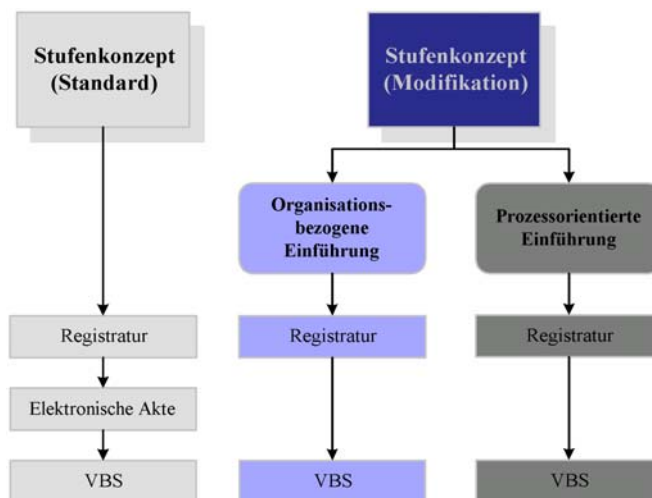 Stufenkonzept
(Standard)
Stufenkonzept
(Modifikation)
Organisations-
bezogene
Einführung
Prozessorientierte
Einführung
Registratur
Registratur
Registratur
Elektronische Akte
VBS
VBS
VBS